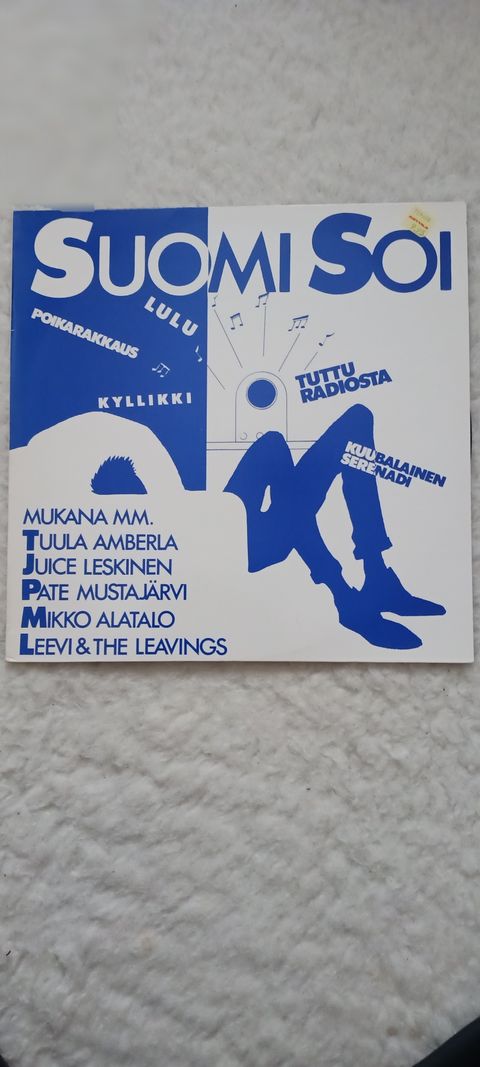 SUOMI SOI
LULU
POIKARAKKAUS
KYLLIKKI
TUTTU
RADIOSTA
KUUBALAINEN
SERENADI
MUKANA MM.
TUULA AMBERLA
JUICE LESKINEN
PATE MUSTAJÄRVI
MIKKO ALATALO
LEEVI & THE LEAVINGS